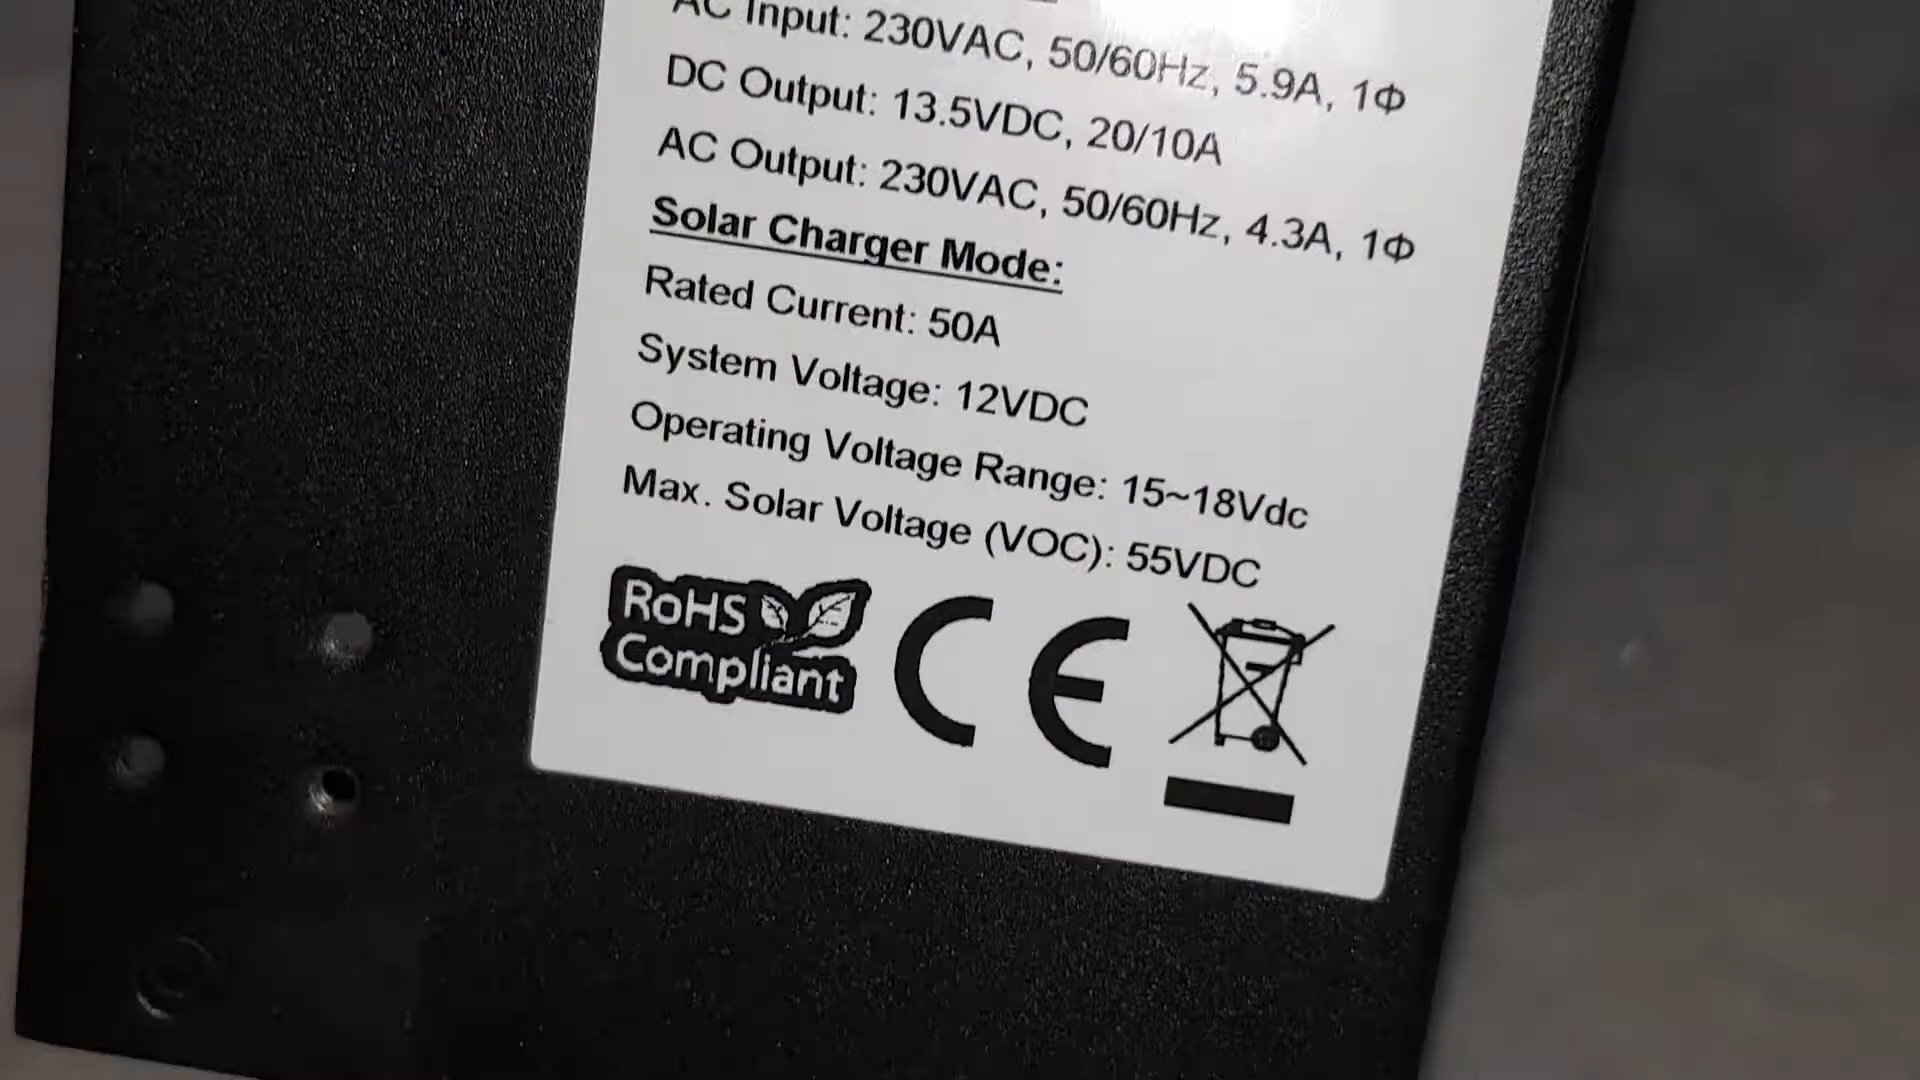 AC Input: 230VAC, 50/60Hz, 5.9A, 1Φ
DC Output: 13.5VDC, 20/10A
AC Output: 230VAC, 50/60Hz, 4.3A, 1Φ
Solar Charger Mode:
Rated Current: 50A
System Voltage: 12VDC
Operating Voltage Range: 15~18Vdc
Max. Solar Voltage (VOC): 55VDC
RoHS
Compliant
CE